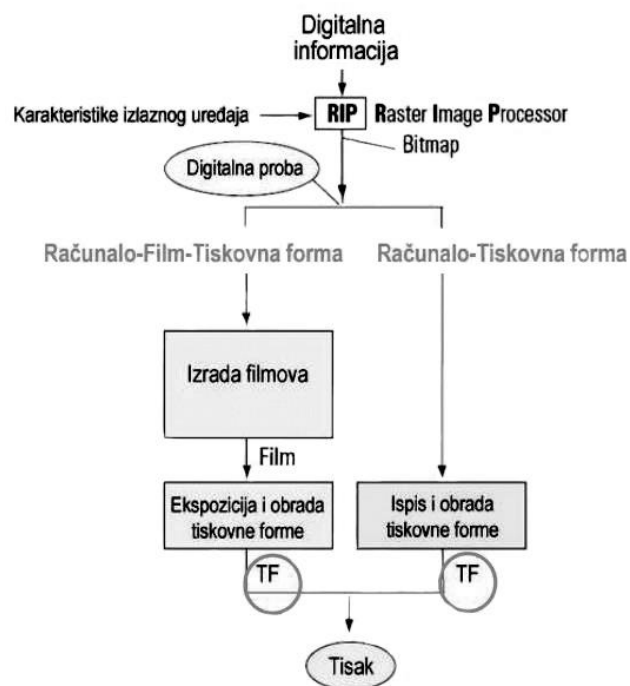 Digitalna
informacija
Karakteristike izlaznog uređaja
RIP
Raster Image Processor
Bitmap
Digitalna proba
Računalo-Film-Tiskovna forma
Računalo-Tiskovna forma
Izrada filmova
Film
Ekspozicija i obrada
tiskovne forme
Ispis i obrada
tiskovne forme
TF
TF
Tisak